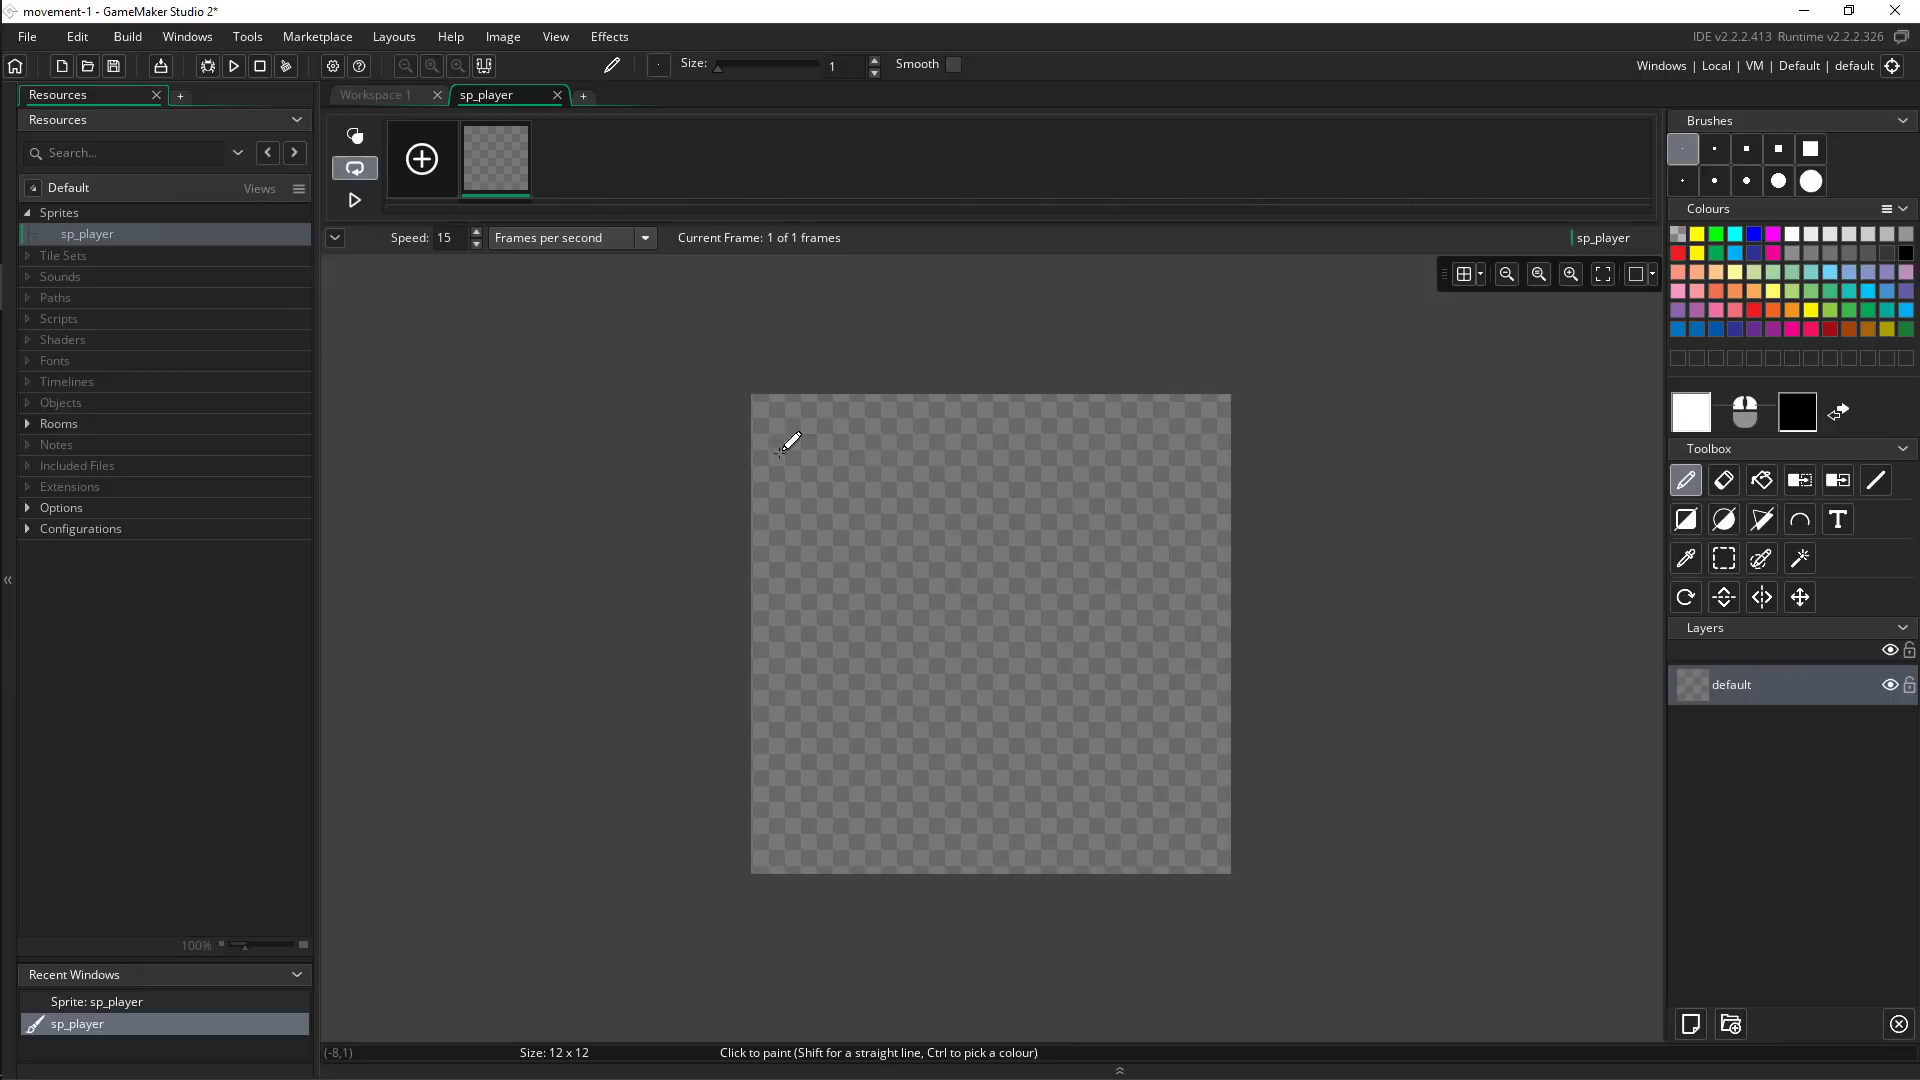 movement-1 - GameMaker Studio 2*
File Edit Build Windows Tools Marketplace Layouts Help Image View Effects
IDE v2.2.2.413 Runtime v2.2.2.326
Size: 1 Smooth
Windows | Local | VM | Default | default
Resources
Workspace 1
sp_player
Resources
Search...
Default Views
Sprites
sp_player
Tile Sets
Sounds
Paths
Scripts
Shaders
Fonts
Timelines
Objects
Rooms
Notes
Included Files
Extensions
Options
Configurations
100%
Recent Windows
Sprite: sp_player
sp_player
Speed: 15 Frames per second Current Frame: 1 of 1 frames
sp_player
(-8,1) Size: 12 x 12 Click to paint (Shift for a straight line, Ctrl to pick a colour)
Brushes
Colours
Toolbox
T
Layers
default